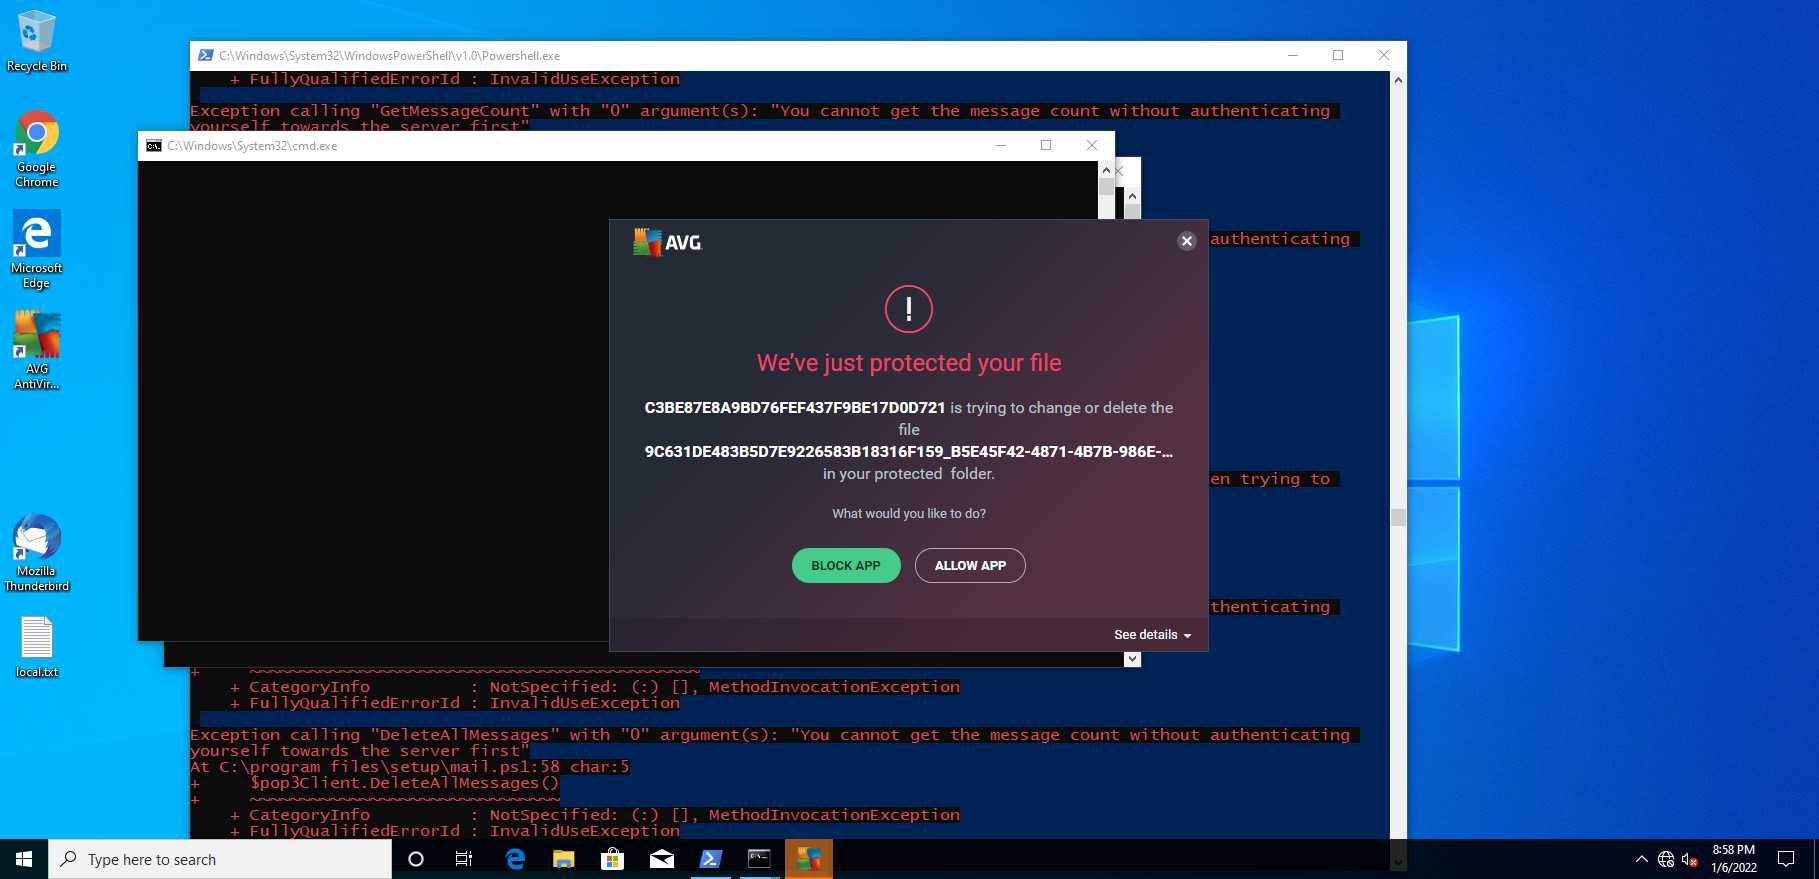 Recycle Bin
Google
Chrome
Microsoft
Edge
AVG
AntiVir...
Mozilla
Thunderbird
local.txt
C:\Windows\System32\WindowsPowerShell\v1.0\Powershell.exe
+ FullyQualifiedErrorId : InvalidUseException
Exception calling "GetMessageCount" with "0" argument(s): "You cannot get the message count without authenticating
yourself towards the server first"
C:\Windows\System32\cmd.exe
authenticating
AVG
!
We've just protected your file
C3BE87E8A9BD76FEF437F9BE17D0D721 is trying to change or delete the
file
9C631DE483B5D7E9226583B18316F159_B5E45F42-4871-4B7B-986E-...
in your protected folder.
en trying to
What would you like to do?
BLOCK APP
ALLOW APP
thenticating
See details
+ ~~~~~~~~~~~~~~~~~~~~~~~~~~~~~~~~~~~~~~~~~~~~~
+ CategoryInfo : NotSpecified: (:) [], MethodInvocationException
+ FullyQualifiedErrorId : InvalidUseException
Exception calling "DeleteAllMessages" with "0" argument(s): "You cannot get the message count without authenticating
yourself towards the server first"
At C:\program files\setup\mail.ps1:58 char:5
+ $pop3Client.DeleteAllMessages()
+ ~~~~~~~~~~~~~~~~~~~~~~~~~~~~~~~
+ CategoryInfo : NotSpecified: (:) [], MethodInvocationException
+ FullyQualifiedErrorId : InvalidUseException
Type here to search
8:58 PM
1/6/2022